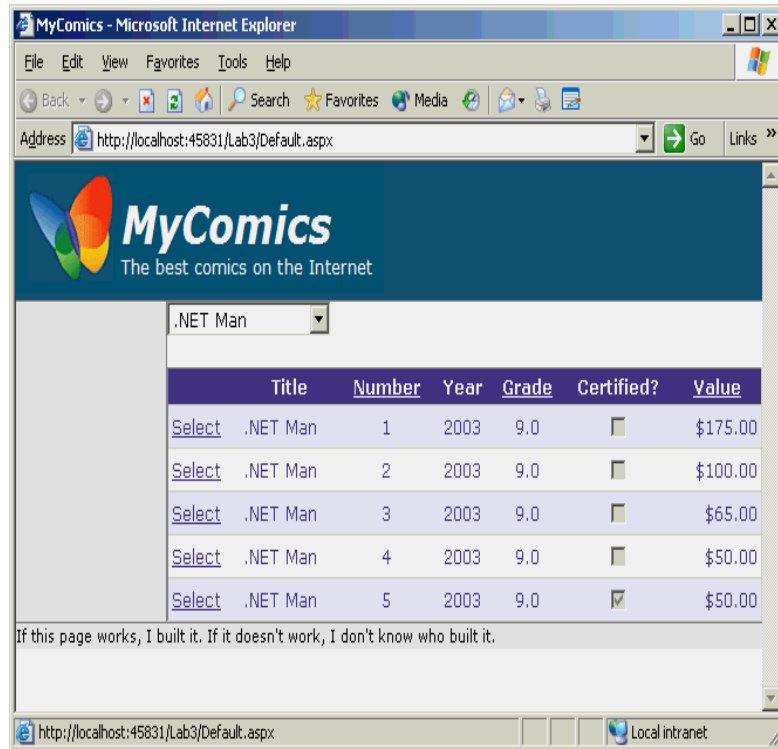 MyComics - Microsoft Internet Explorer
File Edit View Favorites Tools Help
Back Search Favorites Media
Address http://localhost:45831/Lab3/Default.aspx Go Links »
MyComics
The best comics on the Internet
.NET Man
Title Number Year Grade Certified? Value
Select .NET Man 1 2003 9.0 $175.00
Select .NET Man 2 2003 9.0 $100.00
Select .NET Man 3 2003 9.0 $65.00
Select .NET Man 4 2003 9.0 $50.00
Select .NET Man 5 2003 9.0 $50.00
If this page works, I built it. If it doesn't work, I don't know who built it.
http://localhost:45831/Lab3/Default.aspx Local intranet